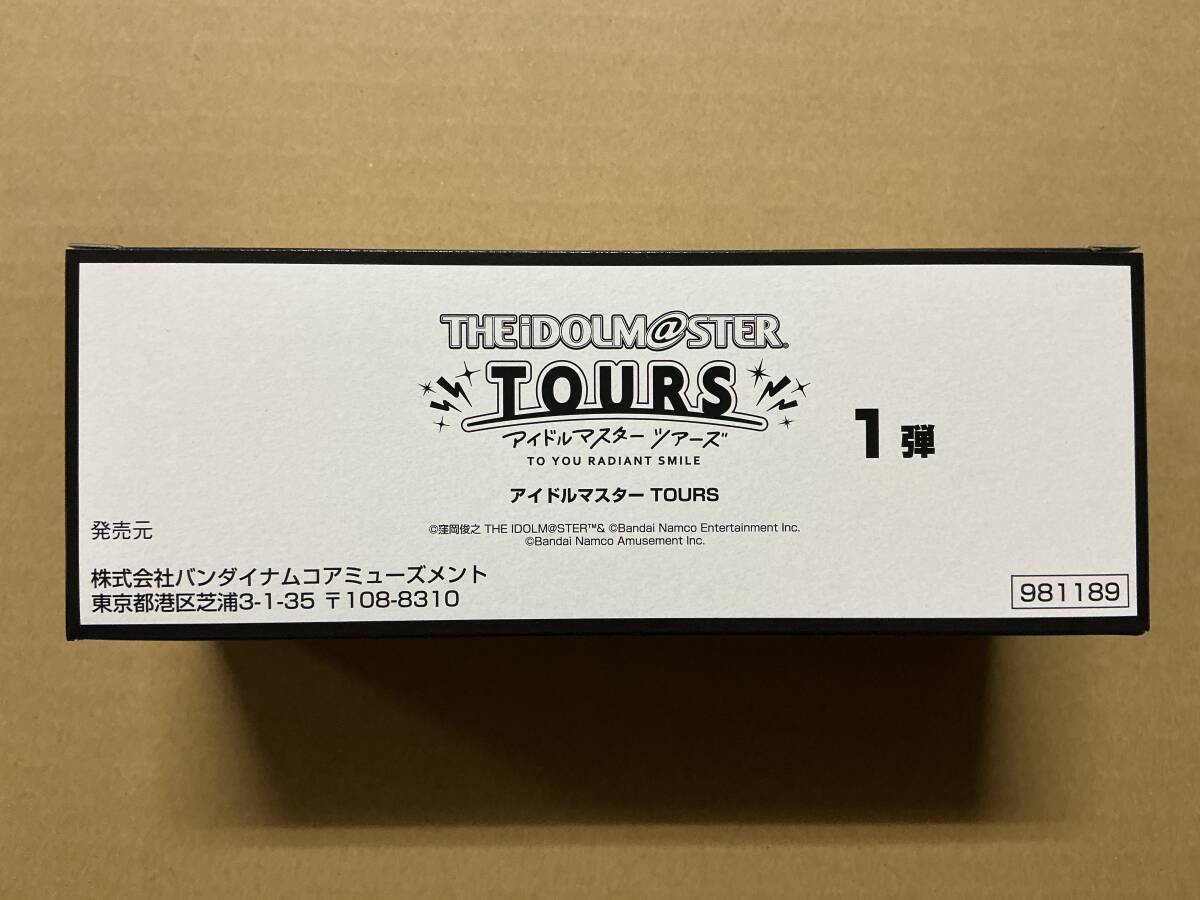 THE iDOLM@STER
TOURS
アイドルマスター ツアーズ
TO YOU RADIANT SMILE
1弾
アイドルマスター TOURS
©窪岡俊之 THE IDOLM@STER™& ©Bandai Namco Entertainment Inc.
©Bandai Namco Amusement Inc.
発売元
株式会社バンダイナムコアミューズメント
東京都港区芝浦3-1-35 〒108-8310
981189